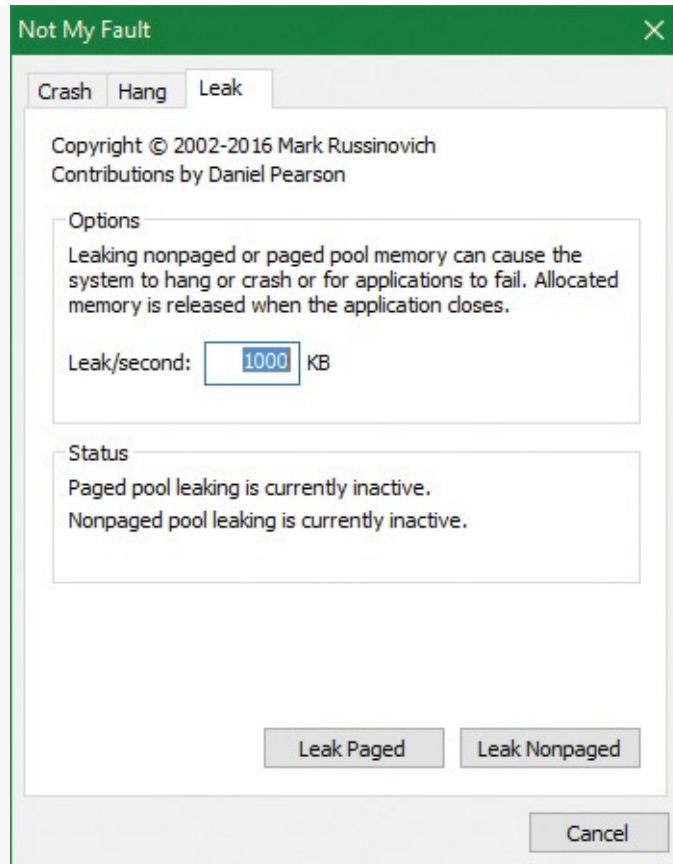 Not My Fault
Crash Hang Leak
Copyright © 2002-2016 Mark Russinovich
Contributions by Daniel Pearson
Options
Leaking nonpaged or paged pool memory can cause the
system to hang or crash or for applications to fail. Allocated
memory is released when the application closes.
Leak/second: 1000 KB
Status
Paged pool leaking is currently inactive.
Nonpaged pool leaking is currently inactive.
Leak Paged Leak Nonpaged
Cancel